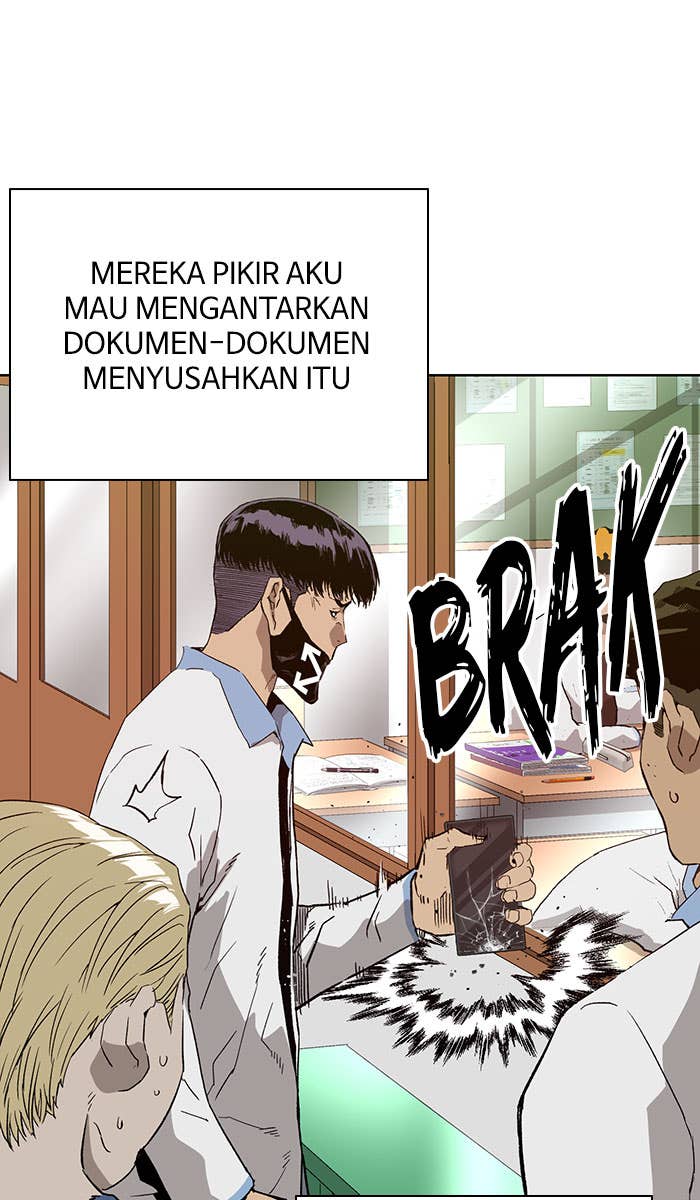 MEREKA PIKIR AKU
MAU MENGANTARKAN
DOKUMEN-DOKUMEN
MENYUSAHKAN ITU
BRAK